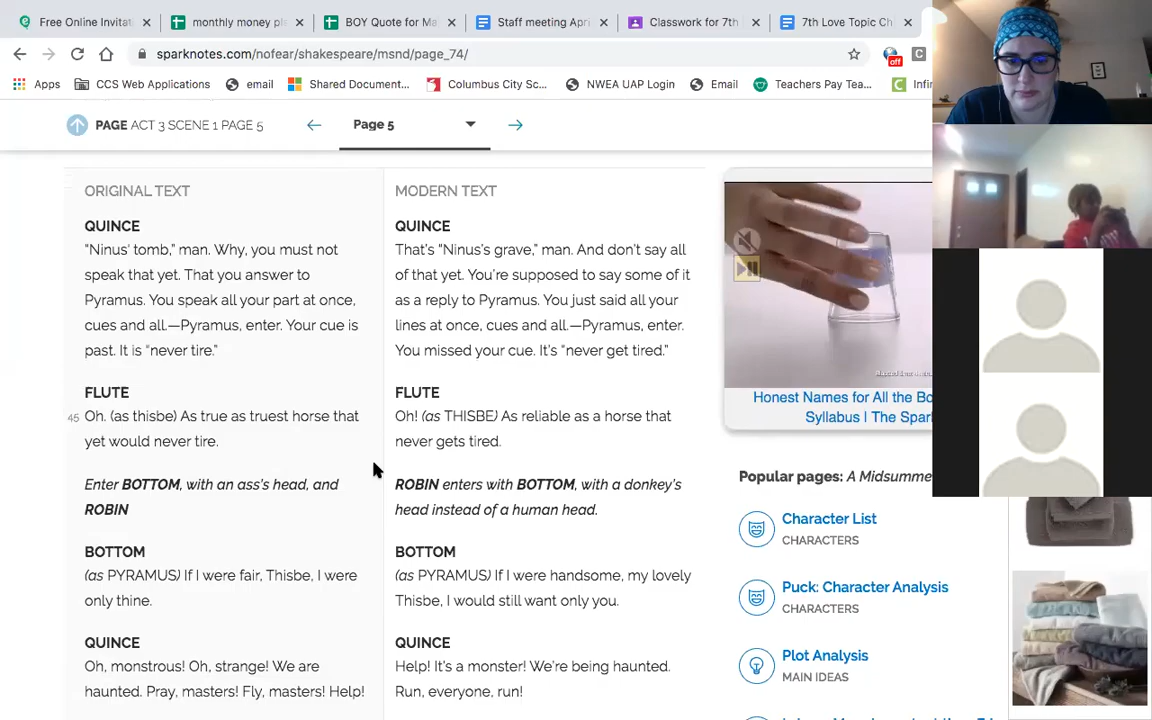 Free Online Invitati
monthly money pl
BOY Quote for Ma
Staff meeting Apri
Classwork for 7th
7th Love Topic Ch
sparknotes.com/nofear/shakespeare/msnd/page_74/
off
Apps
CCS Web Applications
email
Shared Document...
Columbus City Sc...
NWEA UAP Login
Email
Teachers Pay Tea...
Infin
PAGE ACT 3 SCENE 1 PAGE 5
Page 5
ORIGINAL TEXT
QUINCE
“Ninus’ tomb,” man. Why, you must not
speak that yet. That you answer to
Pyramus. You speak all your part at once,
cues and all.—Pyramus, enter. Your cue is
past. It is “never tire.”
FLUTE
45 Oh. (as thisbe) As true as truest horse that
yet would never tire.
Enter BOTTOM, with an ass’s head, and
ROBIN
BOTTOM
(as PYRAMUS) If I were fair, Thisbe, I were
only thine.
QUINCE
Oh, monstrous! Oh, strange! We are
haunted. Pray, masters! Fly, masters! Help!
MODERN TEXT
QUINCE
That’s “Ninus’s grave,” man. And don’t say all
of that yet. You’re supposed to say some of it
as a reply to Pyramus. You just said all your
lines at once, cues and all.—Pyramus, enter.
You missed your cue. It’s “never get tired.”
FLUTE
Oh! (as THISBE) As reliable as a horse that
never gets tired.
ROBIN enters with BOTTOM, with a donkey’s
head instead of a human head.
BOTTOM
(as PYRAMUS) If I were handsome, my lovely
Thisbe, I would still want only you.
QUINCE
Help! It’s a monster! We’re being haunted.
Run, everyone, run!
Honest Names for All the Bo
Syllabus | The Spar
Popular pages: A Midsumme
Character List
CHARACTERS
Puck: Character Analysis
CHARACTERS
Plot Analysis
MAIN IDEAS